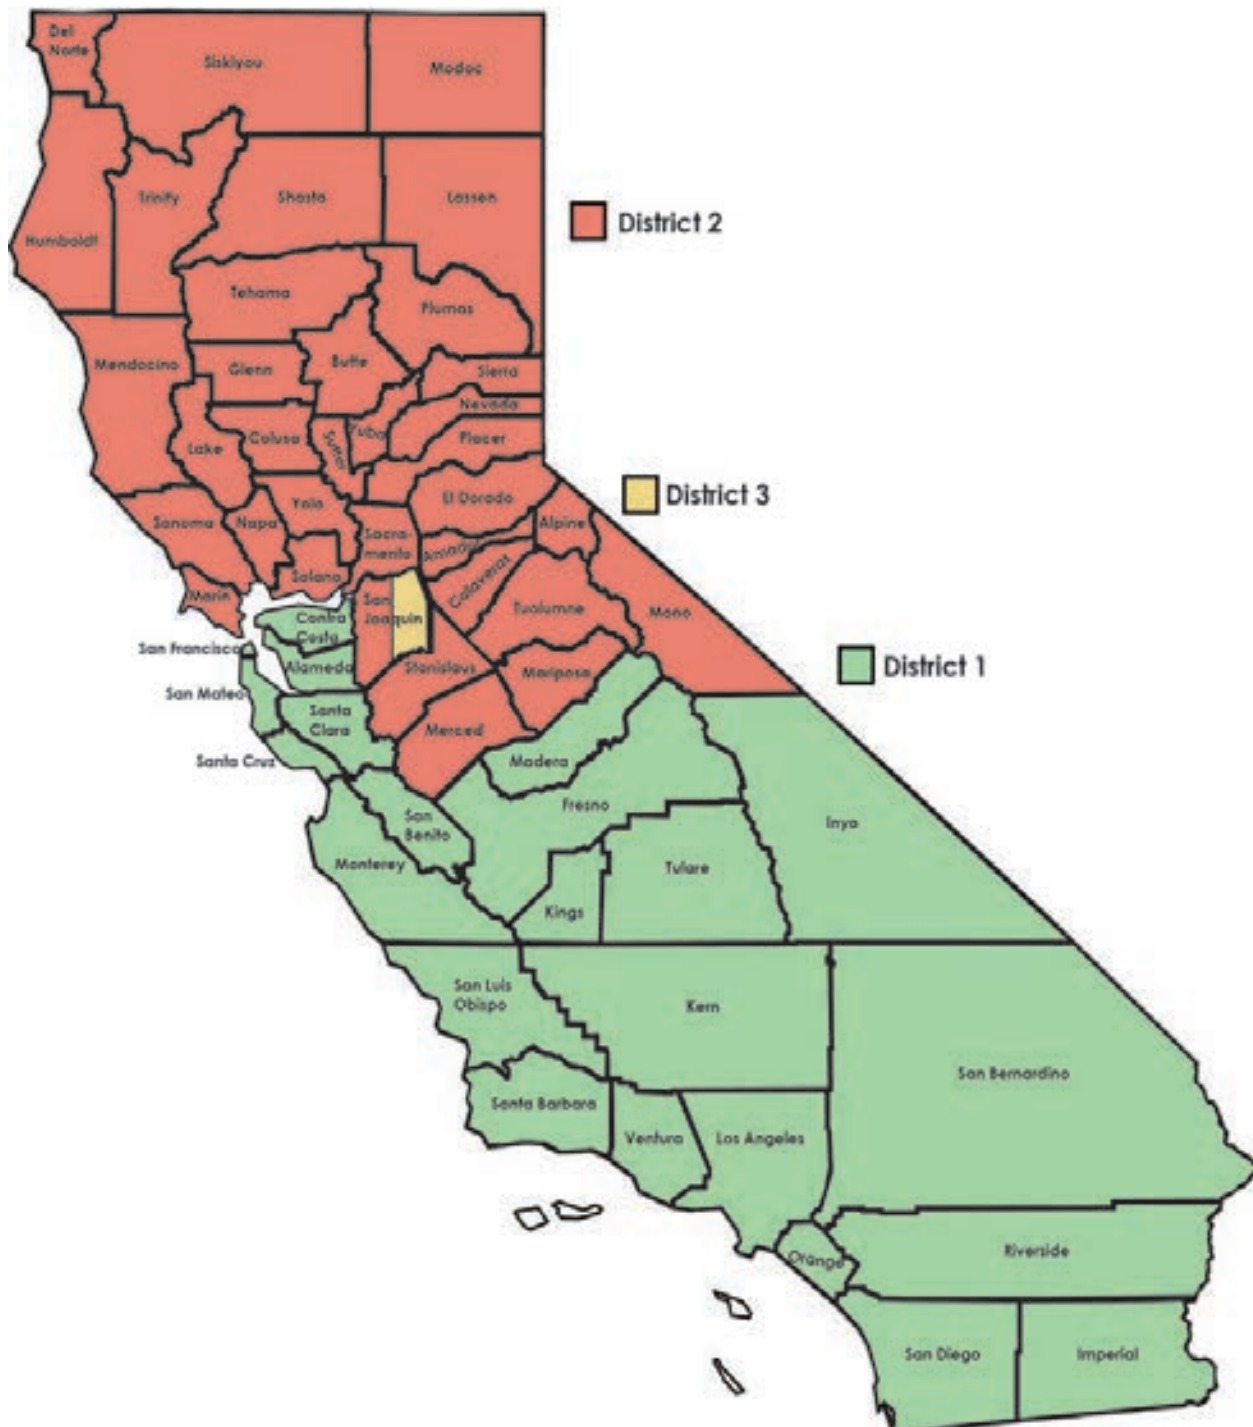 Del
Norte
Siskiyou
Modoc
Trinity
Shasta
Lassen
Humboldt
District 2
Tehama
Plumas
Mendocino
Glenn
Butte
Sierra
Nevada
Yuba
Placer
Lake
Colusa
Sutter
El Dorado
District 3
Yolo
Sonoma
Napa
Sacra-
mento
Alpine
Amador
Calaveras
Solano
Marin
San
Joaquin
Tuolumne
Mono
Contra
Costa
San Francisco
Alameda
Stanislaus
Mariposa
District 1
San Mateo
Santa
Clara
Merced
Santa Cruz
Madera
Fresno
San
Benito
Inyo
Monterey
Tulare
Kings
San Luis
Obispo
Kern
San Bernardino
Santa Barbara
Ventura
Los Angeles
Orange
Riverside
San Diego
Imperial